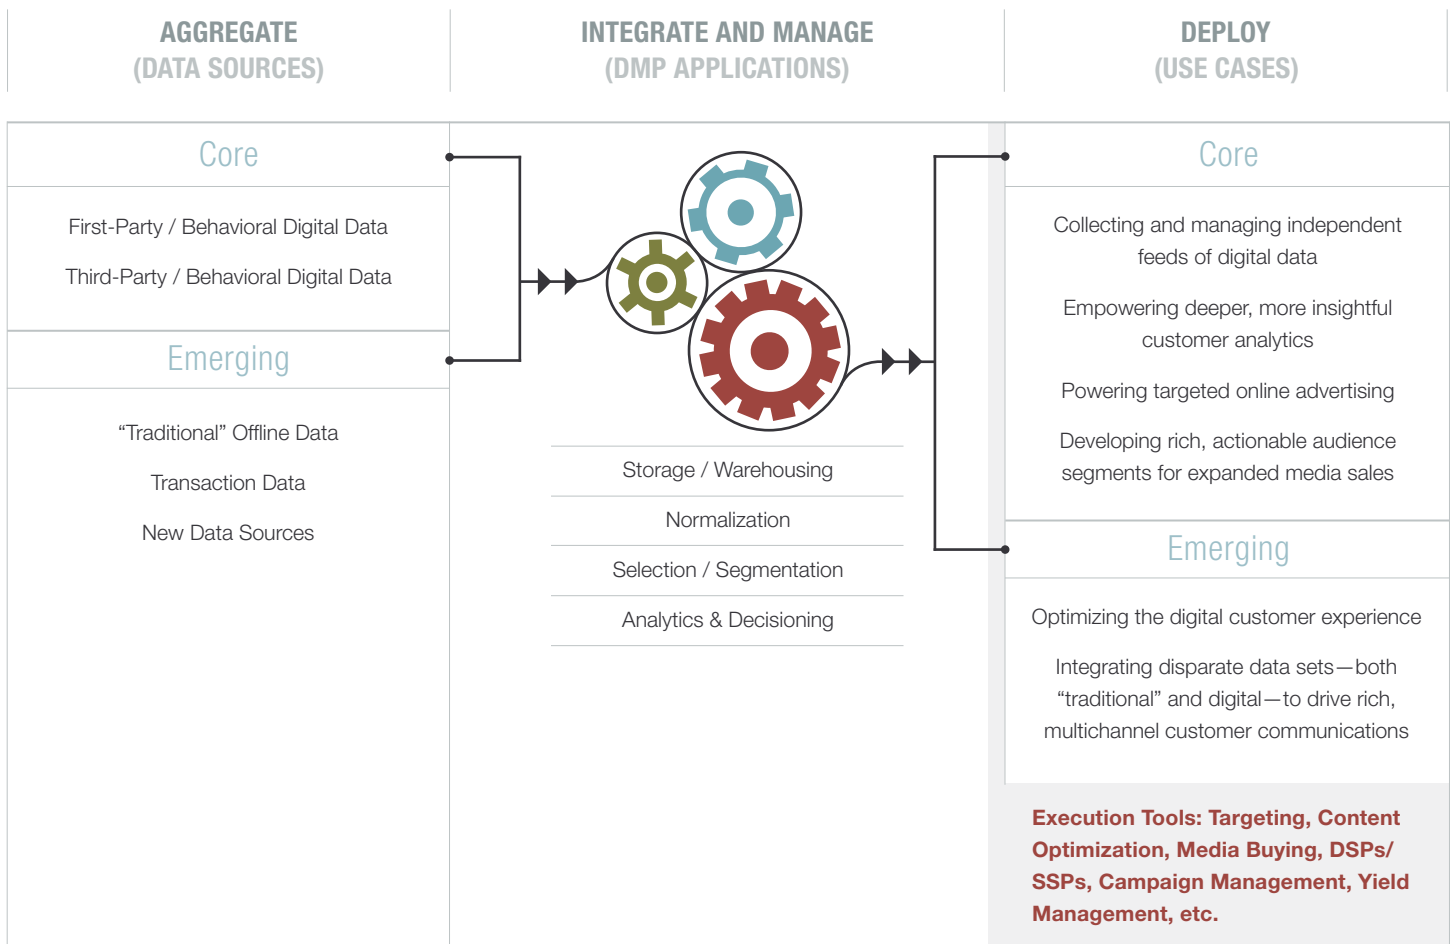 AGGREGATE
(DATA SOURCES)
INTEGRATE AND MANAGE
(DMP APPLICATIONS)
DEPLOY
(USE CASES)
Core
First-Party / Behavioral Digital Data
Third-Party / Behavioral Digital Data
Emerging
“Traditional” Offline Data
Transaction Data
New Data Sources
Storage / Warehousing
Normalization
Selection / Segmentation
Analytics & Decisioning
Core
Collecting and managing independent
feeds of digital data
Empowering deeper, more insightful
customer analytics
Powering targeted online advertising
Developing rich, actionable audience
segments for expanded media sales
Emerging
Optimizing the digital customer experience
Integrating disparate data sets—both
“traditional” and digital—to drive rich,
multichannel customer communications
Execution Tools: Targeting, Content
Optimization, Media Buying, DSPs/
SSPs, Campaign Management, Yield
Management, etc.